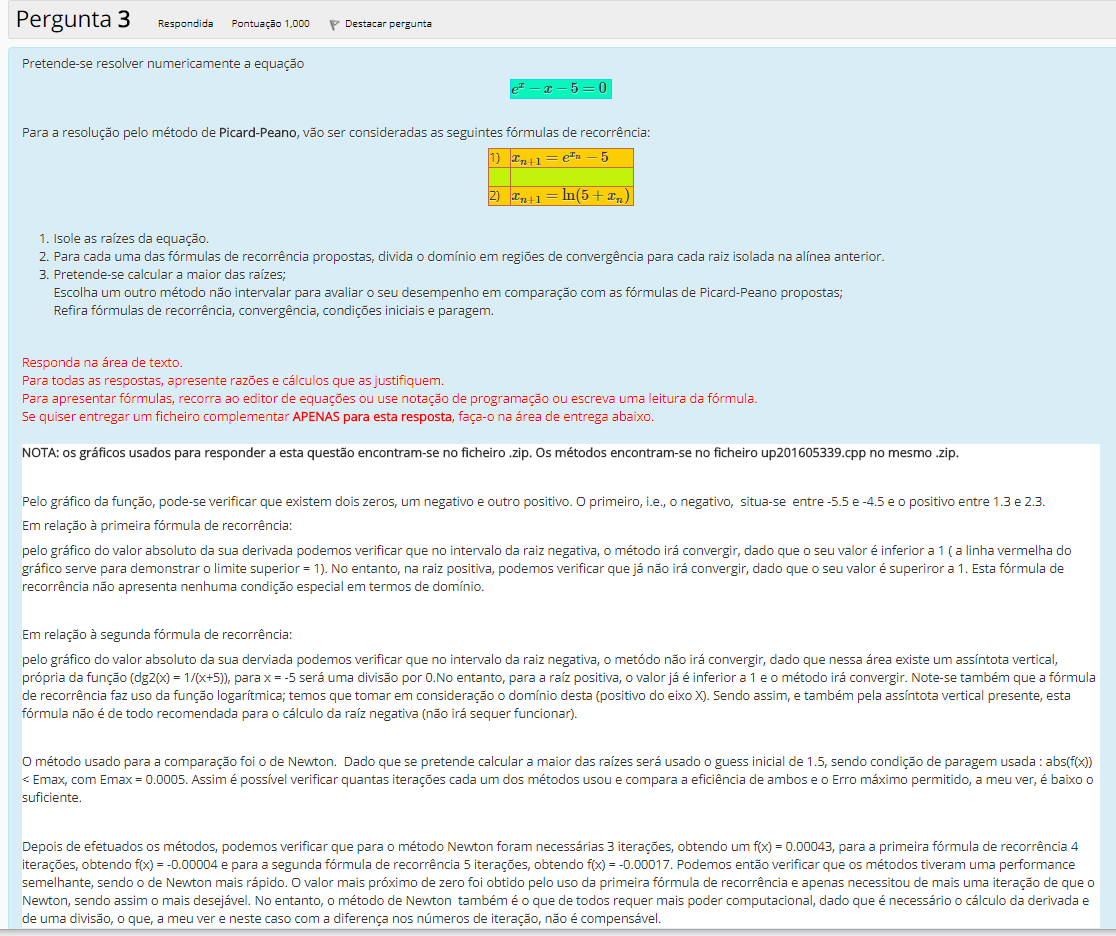 Pergunta 3 Respondida Pontuação 1,000 Destacar pergunta
Pretende-se resolver numericamente a equação
e^x − x − 5 = 0
Para a resolução pelo método de Picard-Peano, vão ser consideradas as seguintes fórmulas de recorrência:
1) x_{n+1} = e^{x_n} − 5
2) x_{n+1} = ln(5 + x_n)
1. Isole as raízes da equação.
2. Para cada uma das fórmulas de recorrência propostas, divida o domínio em regiões de convergência para cada raiz isolada na alínea anterior.
3. Pretende-se calcular a maior das raízes;
Escolha um outro método não intervalar para avaliar o seu desempenho em comparação com as fórmulas de Picard-Peano propostas;
Refira fórmulas de recorrência, convergência, condições iniciais e paragem.
Responda na área de texto.
Para todas as respostas, apresente razões e cálculos que as justifiquem.
Para apresentar fórmulas, recorra ao editor de equações ou use notação de programação ou escreva uma leitura da fórmula.
Se quiser entregar um ficheiro complementar APENAS para esta resposta, faça-o na área de entrega abaixo.
NOTA: os gráficos usados para responder a esta questão encontram-se no ficheiro .zip. Os métodos encontram-se no ficheiro up201605339.cpp no mesmo .zip.
Pelo gráfico da função, pode-se verificar que existem dois zeros, um negativo e outro positivo. O primeiro, i.e., o negativo, situa-se entre -5.5 e -4.5 e o positivo entre 1.3 e 2.3.
Em relação à primeira fórmula de recorrência:
pelo gráfico do valor absoluto da sua derivada podemos verificar que no intervalo da raiz negativa, o método irá convergir, dado que o seu valor é inferior a 1 ( a linha vermelha do
gráfico serve para demonstrar o limite superior = 1). No entanto, na raiz positiva, podemos verificar que já não irá convergir, dado que o seu valor é superiror a 1. Esta fórmula de
recorrência não apresenta nenhuma condição especial em termos de domínio.
Em relação à segunda fórmula de recorrência:
pelo gráfico do valor absoluto da sua derviada podemos verificar que no intervalo da raiz negativa, o metódo não irá convergir, dado que nessa área existe um assíntota vertical,
própria da função (dg2(x) = 1/(x+5)), para x = -5 será uma divisão por 0.No entanto, para a raíz positiva, o valor já é inferior a 1 e o método irá convergir. Note-se também que a fórmula
de recorrência faz uso da função logarítmica; temos que tomar em consideração o domínio desta (positivo do eixo X). Sendo assim, e também pela assíntota vertical presente, esta
fórmula não é de todo recomendada para o cálculo da raíz negativa (não irá sequer funcionar).
O método usado para a comparação foi o de Newton. Dado que se pretende calcular a maior das raízes será usado o guess inicial de 1.5, sendo condição de paragem usada : abs(f(x))
< Emax, com Emax = 0.0005. Assim é possível verificar quantas iterações cada um dos métodos usou e compara a eficiência de ambos e o Erro máximo permitido, a meu ver, é baixo o
suficiente.
Depois de efetuados os métodos, podemos verificar que para o método Newton foram necessárias 3 iterações, obtendo um f(x) = 0.00043, para a primeira fórmula de recorrência 4
iterações, obtendo f(x) = -0.00004 e para a segunda fórmula de recorrência 5 iterações, obtendo f(x) = -0.00017. Podemos então verificar que os métodos tiveram uma performance
semelhante, sendo o de Newton mais rápido. O valor mais próximo de zero foi obtido pelo uso da primeira fórmula de recorrência e apenas necessitou de mais uma iteração de que o
Newton, sendo assim o mais desejável. No entanto, o método de Newton também é o que de todos requer mais poder computacional, dado que é necessário o cálculo da derivada e
de uma divisão, o que, a meu ver e neste caso com a diferença nos números de iteração, não é compensável.